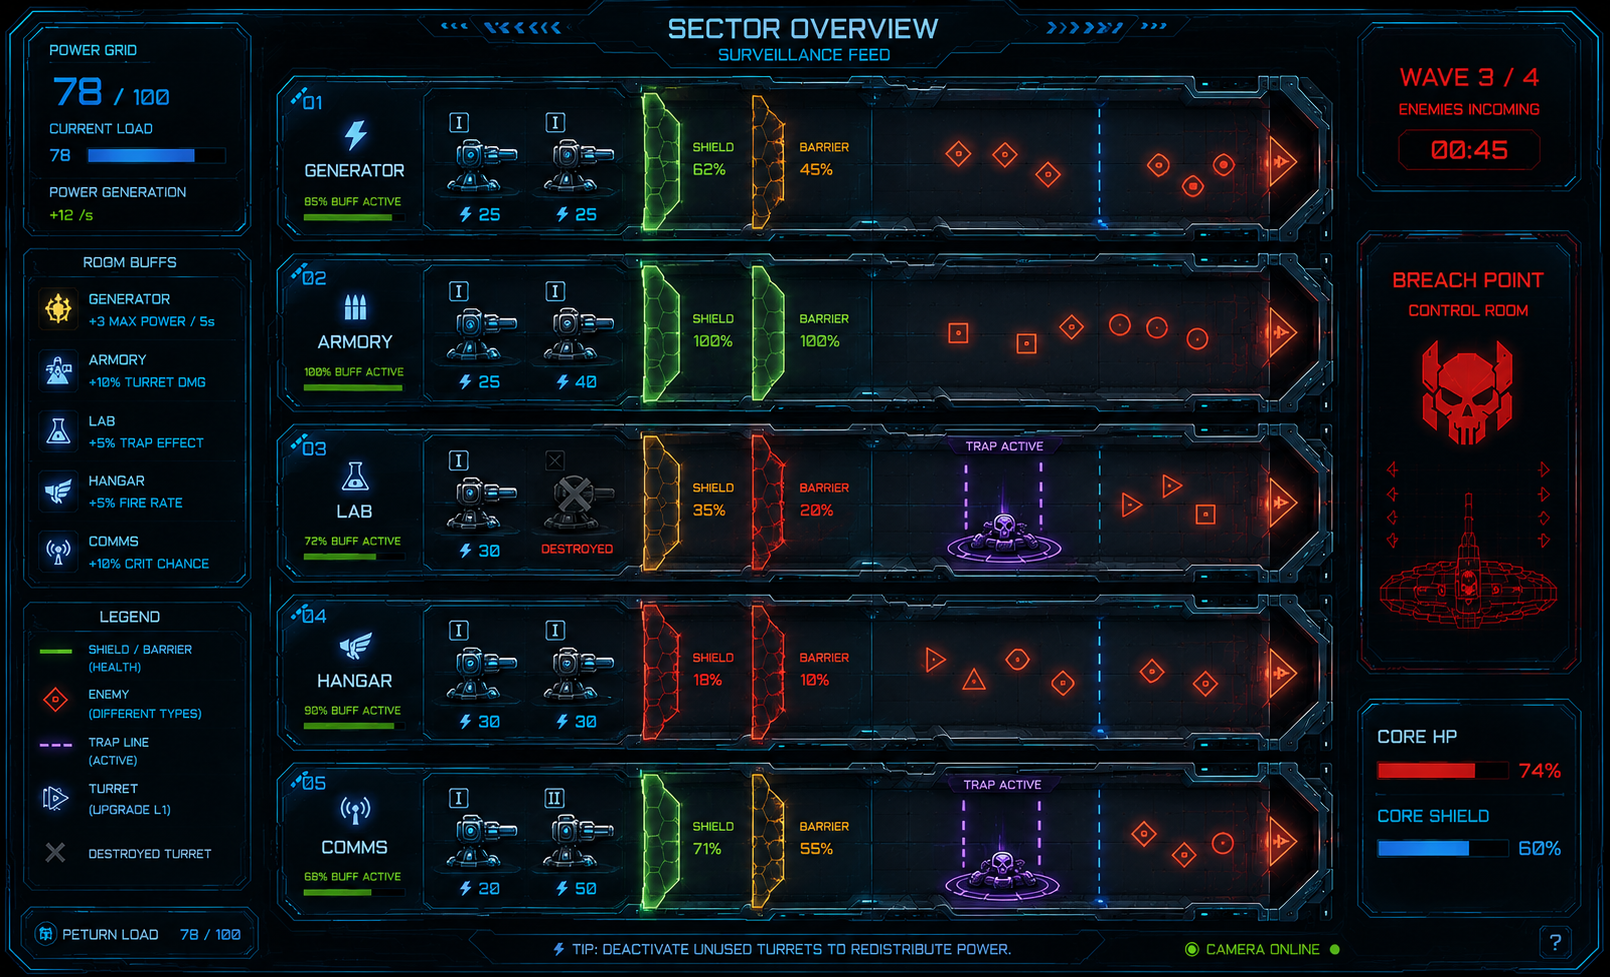 SECTOR OVERVIEW
SURVEILLANCE FEED
POWER GRID
78 / 100
CURRENT LOAD
78
POWER GENERATION
+12 /s
ROOM BUFFS
GENERATOR
+3 MAX POWER / 5s
ARMORY
+10% TURRET DMG
LAB
+5% TRAP EFFECT
HANGAR
+5% FIRE RATE
COMMS
+10% CRIT CHANCE
LEGEND
SHIELD / BARRIER
(HEALTH)
ENEMY
(DIFFERENT TYPES)
TRAP LINE
(ACTIVE)
TURRET
(UPGRADE L1)
DESTROYED TURRET
PETURN LOAD 78 / 100
01
GENERATOR
85% BUFF ACTIVE
I
25
I
25
SHIELD
62%
BARRIER
45%
02
ARMORY
100% BUFF ACTIVE
I
25
I
40
SHIELD
100%
BARRIER
100%
03
LAB
72% BUFF ACTIVE
I
30
DESTROYED
SHIELD
35%
BARRIER
20%
TRAP ACTIVE
04
HANGAR
90% BUFF ACTIVE
I
30
I
30
SHIELD
18%
BARRIER
10%
05
COMMS
68% BUFF ACTIVE
I
20
II
50
SHIELD
71%
BARRIER
55%
TRAP ACTIVE
TIP: DEACTIVATE UNUSED TURRETS TO REDISTRIBUTE POWER.
CAMERA ONLINE
WAVE 3 / 4
ENEMIES INCOMING
00:45
BREACH POINT
CONTROL ROOM
CORE HP
74%
CORE SHIELD
60%
?